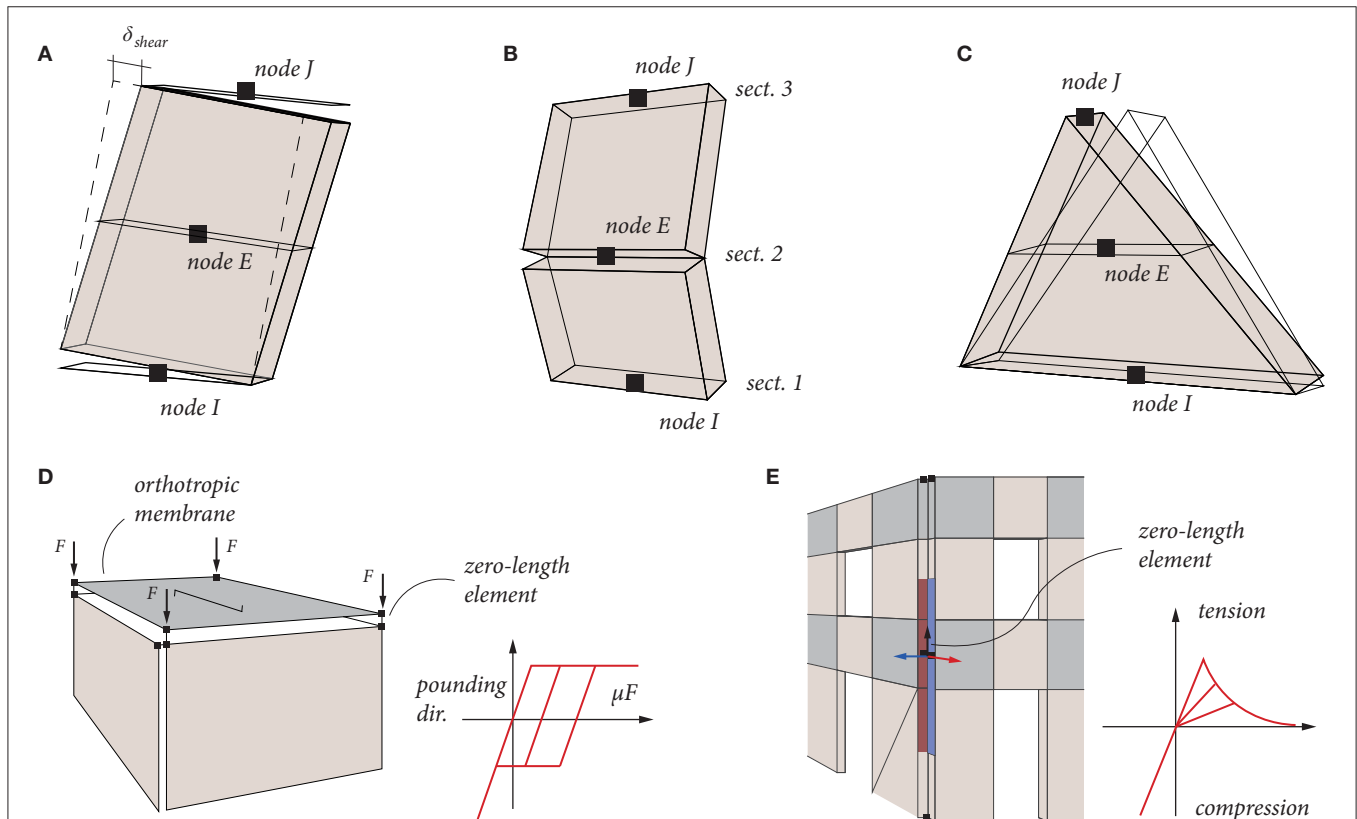 A
δshear
node J
node E
node I
B
node J
sect. 3
node E
sect. 2
sect. 1
node I
C
node J
node E
node I
D
orthotropic
membrane
F
F
F
F
zero-length
element
pounding
dir.
μF
E
zero-length
element
tension
compression